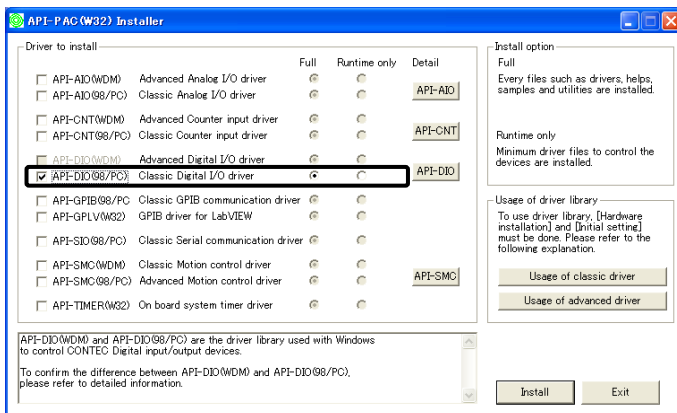 API-PAC(W32) Installer
Driver to install
Full Runtime only Detail
API-AIO(WDM) Advanced Analog I/O driver
API-AIO(98/PC) Classic Analog I/O driver
API-AIO
API-CNT(WDM) Advanced Counter input driver
API-CNT(98/PC) Classic Counter input driver
API-CNT
API-DIO(WDM) Advanced Digital I/O driver
API-DIO(98/PC) Classic Digital I/O driver
API-DIO
API-GPIB(98/PC Classic GPIB communication driver
API-GPLV(W32) GPIB driver for LabVIEW
API-SIO(98/PC) Classic Serial communication driver
API-SMC(WDM) Classic Motion control driver
API-SMC(98/PC) Advanced Motion control driver
API-SMC
API-TIMER(W32) On board system timer driver
Install option
Full
Every files such as drivers, helps,
samples and utilities are installed.
Runtime only
Minimum driver files to control the
devices are installed.
Usage of driver library
To use driver library, [Hardware
installation] and [Initial setting]
must be done. Please refer to the
following explanation.
Usage of classic driver
Usage of advanced driver
API-DIO(WDM) and API-DIO(98/PC) are the driver library used with Windows
to control CONTEC Digital input/output devices.
To confirm the difference between API-DIO(WDM) and API-DIO(98/PC),
please refer to detailed information.
Install Exit